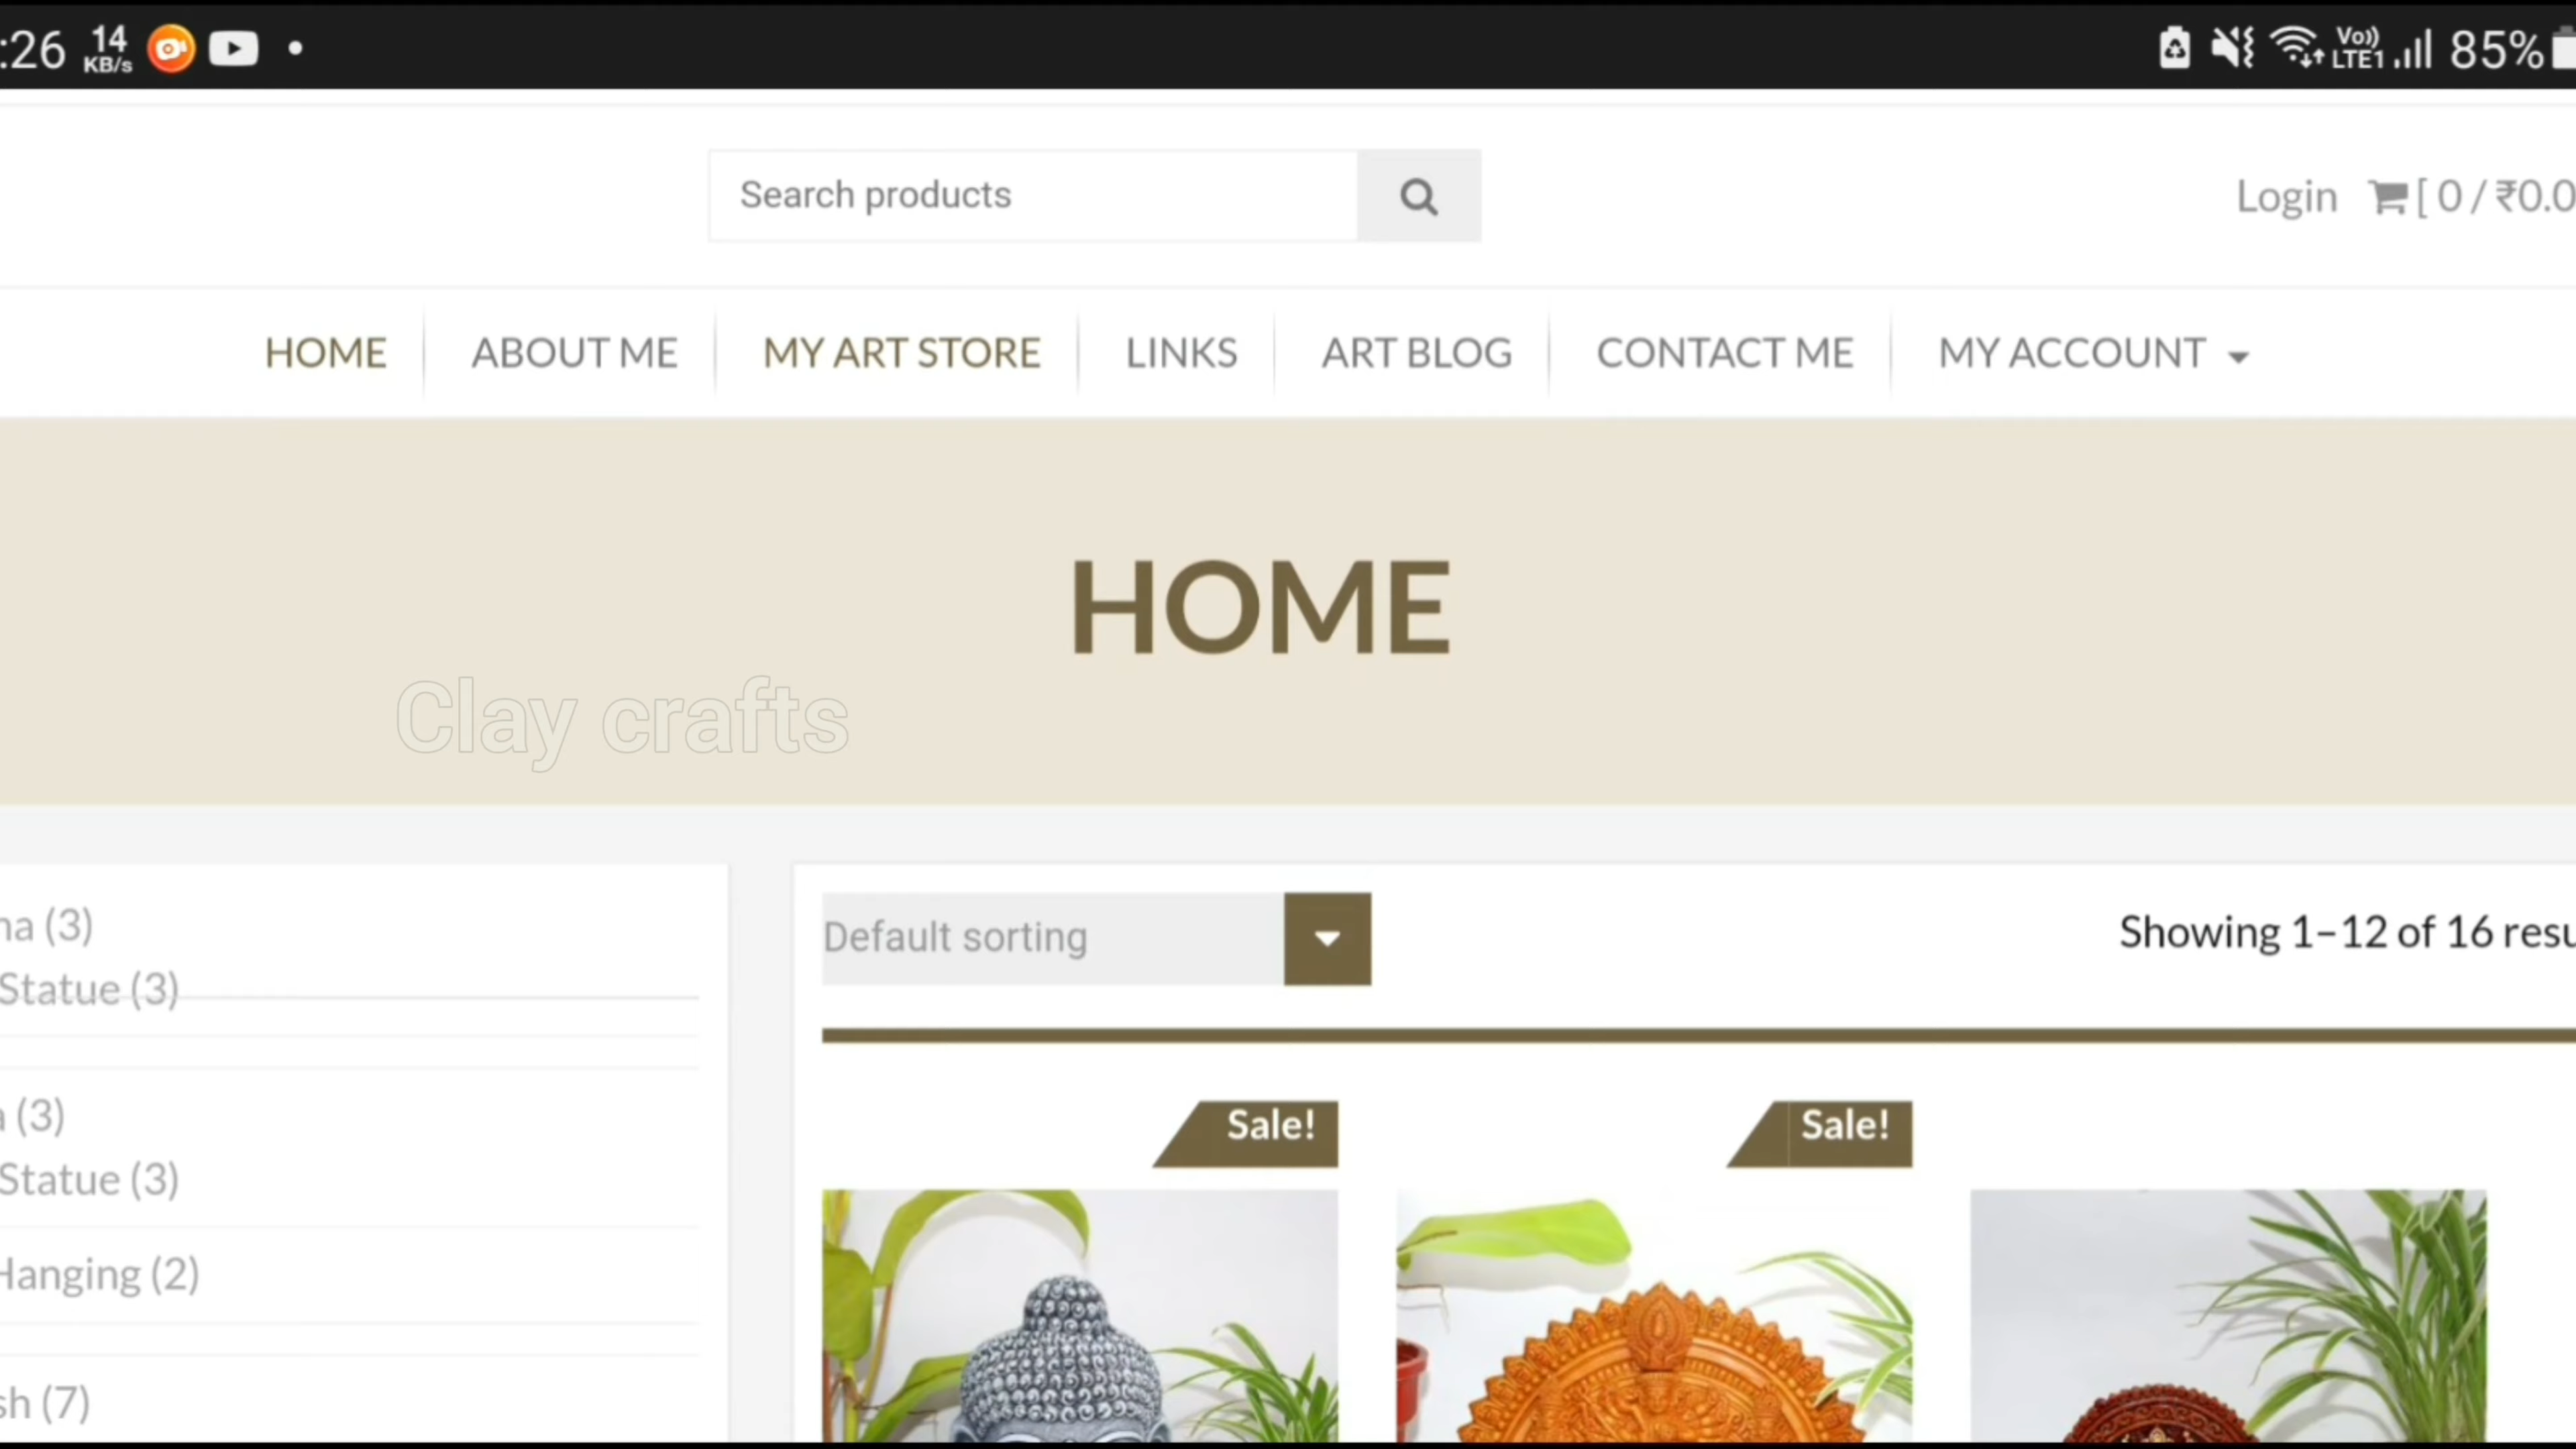 :26 14 KB/s Vo)) LTE1 85%
Search products
Login [ 0 / ₹0.0
HOME ABOUT ME MY ART STORE LINKS ART BLOG CONTACT ME MY ACCOUNT
HOME
Clay crafts
na (3)
Statue (3)
a (3)
Statue (3)
Hanging (2)
sh (7)
Default sorting
Showing 1–12 of 16 resu
Sale!
Sale!